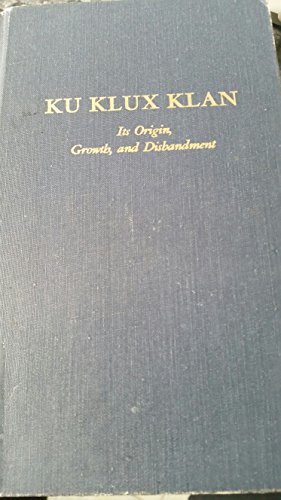 KU KLUX KLAN
Its Origin,
Growth, and Disbandment